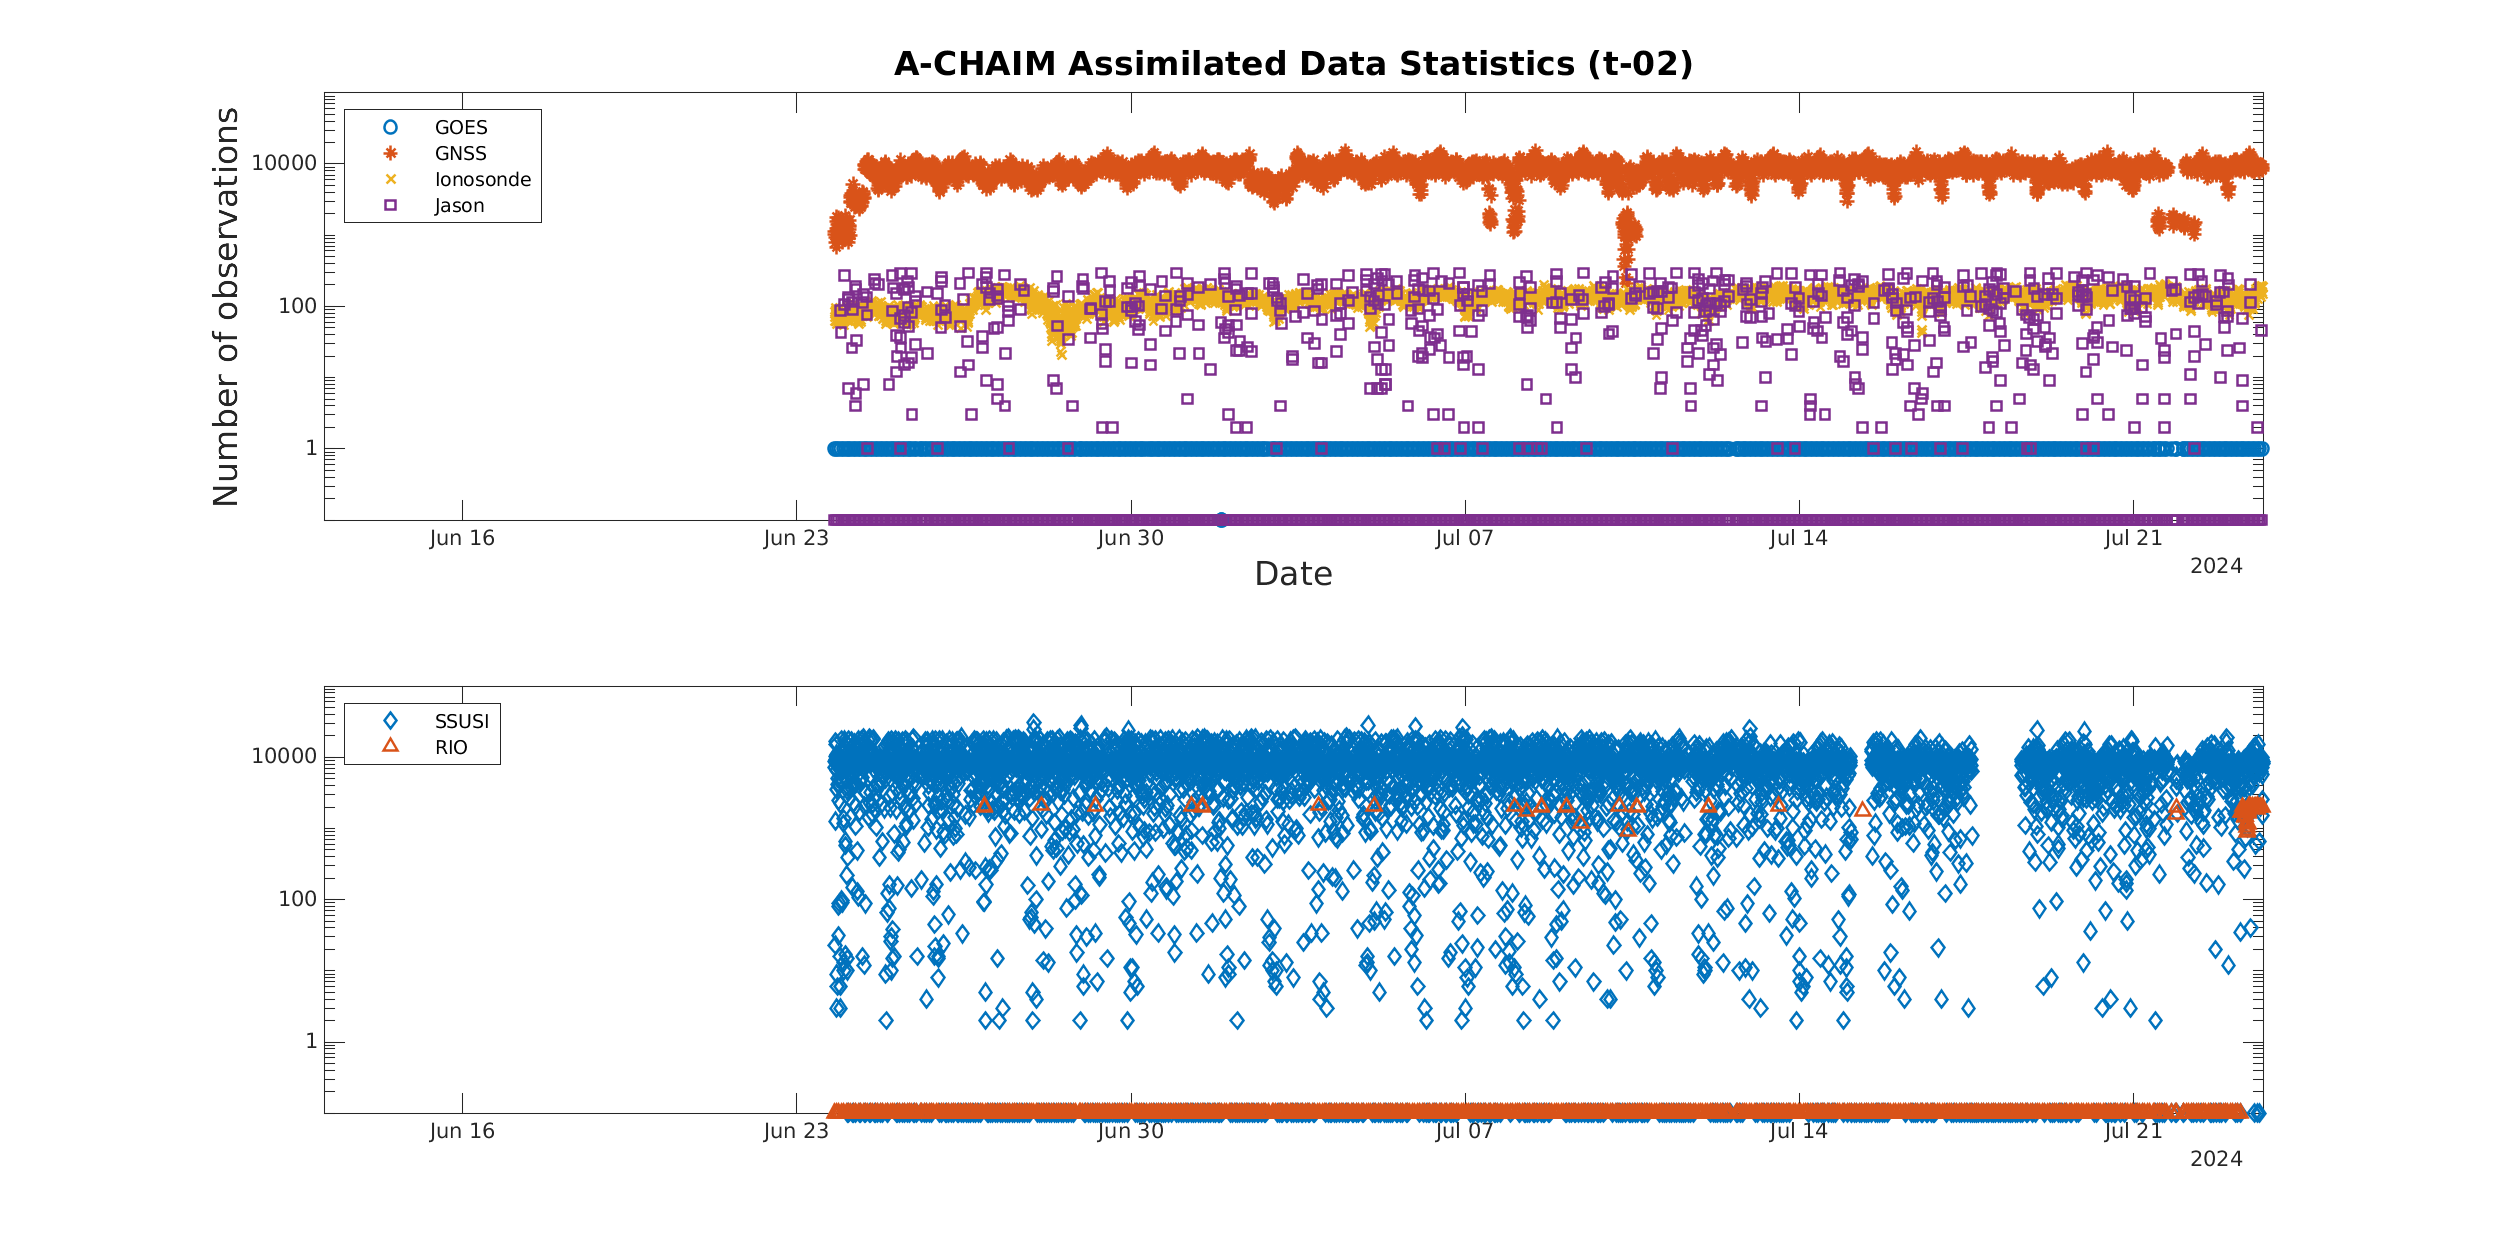 A-CHAIM Assimilated Data Statistics (t-02)
Number of observations
10000
100
1
GOES
GNSS
Ionosonde
Jason
Jun 16
Jun 23
Jun 30
Jul 07
Jul 14
Jul 21
2024
Date
10000
100
1
SSUSI
RIO
Jun 16
Jun 23
Jun 30
Jul 07
Jul 14
Jul 21
2024